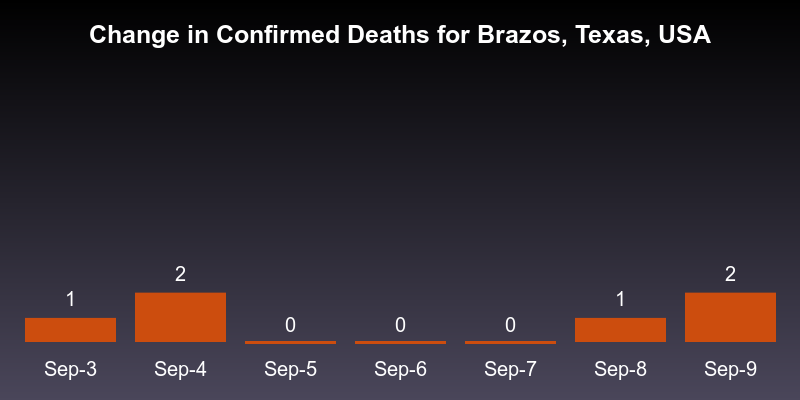 Change in Confirmed Deaths for Brazos, Texas, USA
1 2 0 0 0 1 2
Sep-3 Sep-4 Sep-5 Sep-6 Sep-7 Sep-8 Sep-9